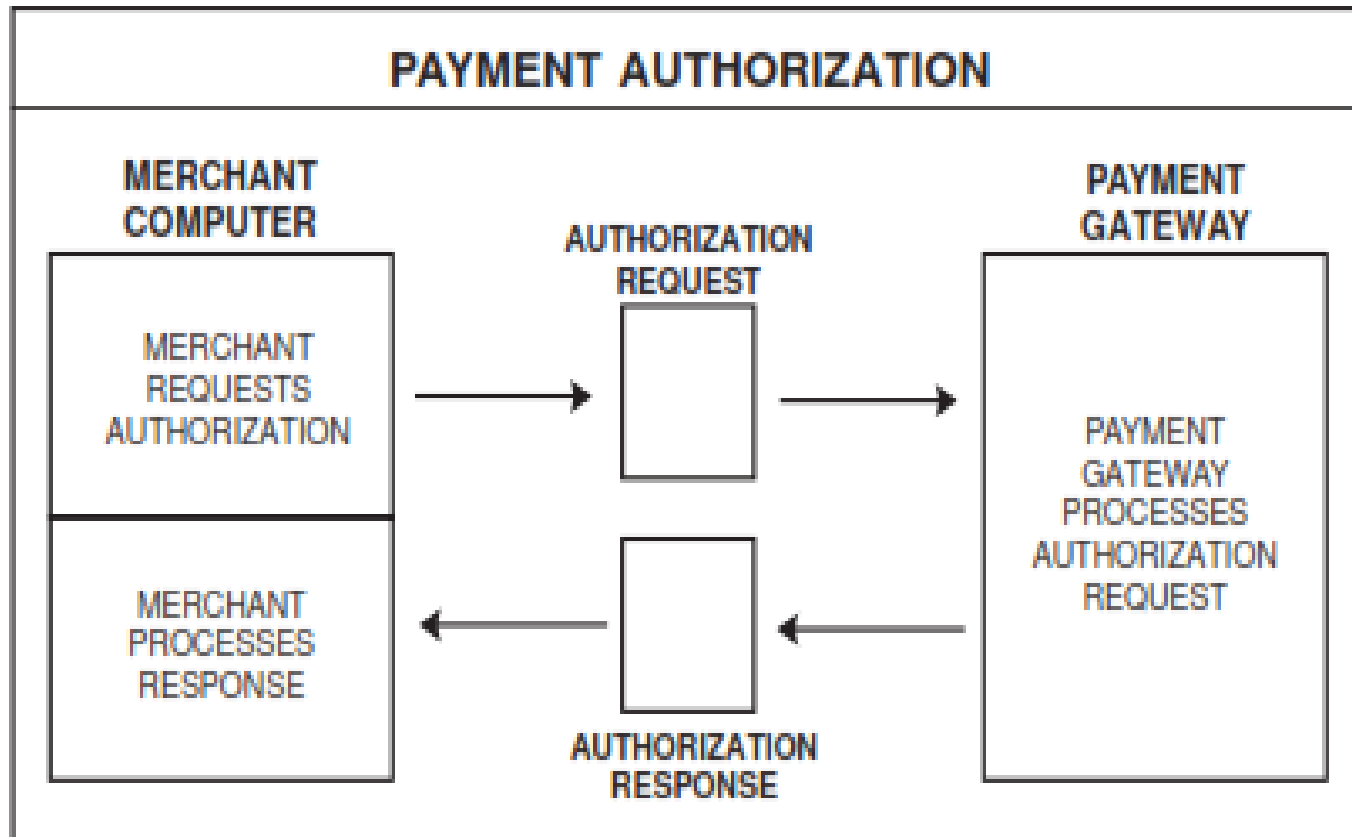 PAYMENT AUTHORIZATION
MERCHANT
COMPUTER
MERCHANT
REQUESTS
AUTHORIZATION
MERCHANT
PROCESSES
RESPONSE
AUTHORIZATION
REQUEST
AUTHORIZATION
RESPONSE
PAYMENT
GATEWAY
PAYMENT
GATEWAY
PROCESSES
AUTHORIZATION
REQUEST